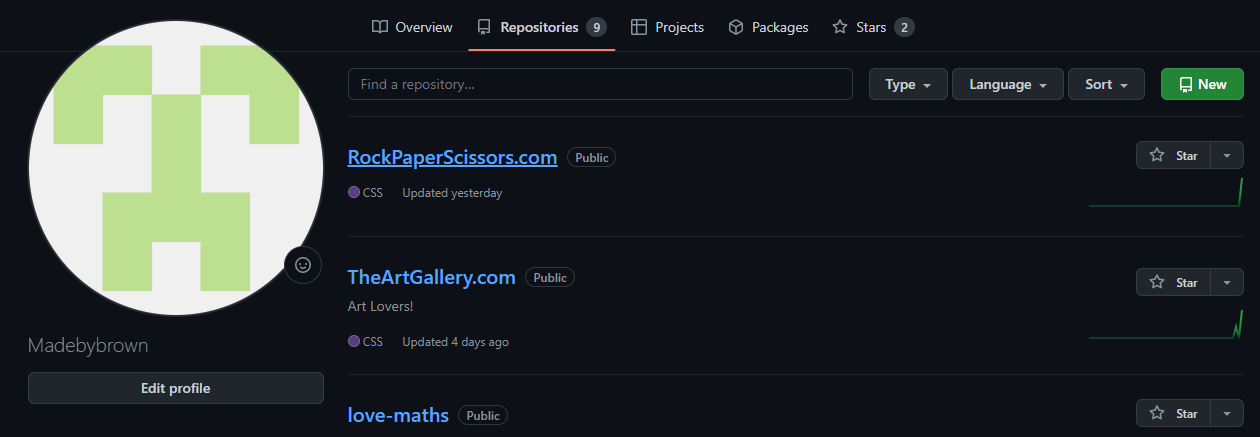 Overview Repositories 9 Projects Packages Stars 2
Find a repository... Type Language Sort New
RockPaperScissors.com Public Star
CSS Updated yesterday
TheArtGallery.com Public Star
Art Lovers!
CSS Updated 4 days ago
Madebybrown
Edit profile
love-maths Public Star